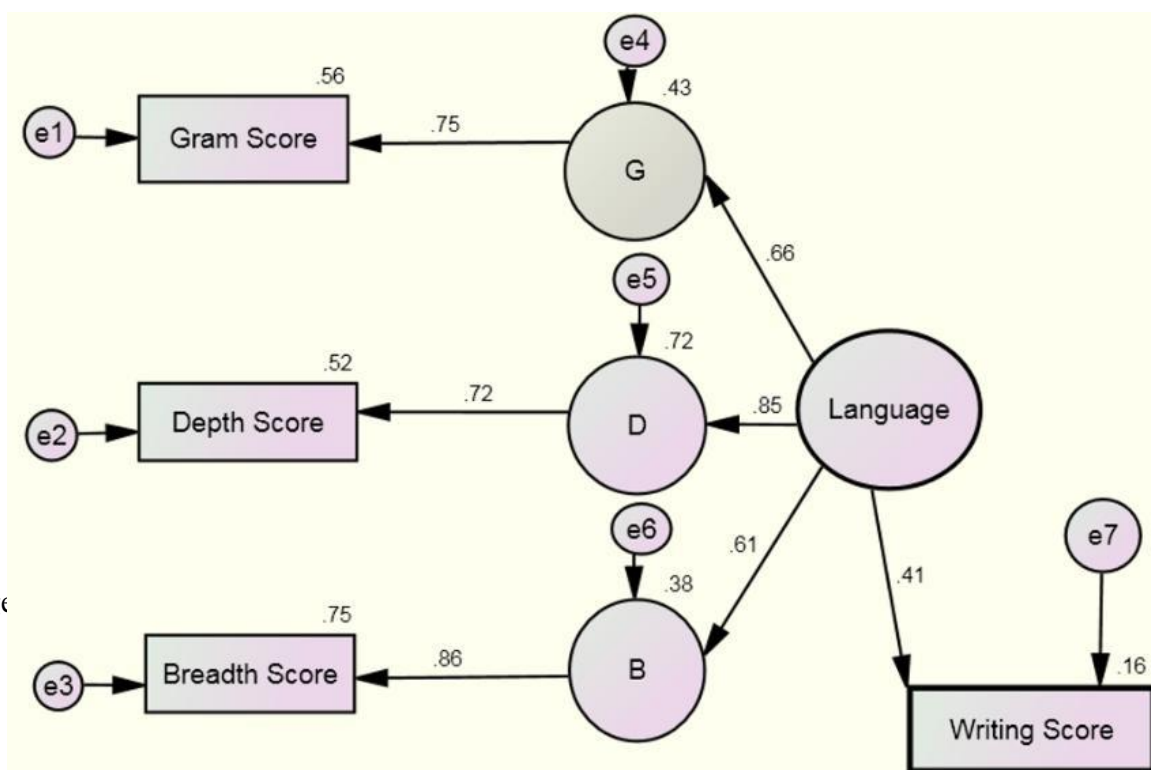 e4
.56
.43
e1
Gram Score
.75
G
.66
e5
.72
.52
e2
Depth Score
.72
D
.85
Language
e6
.61
.41
e7
.38
.75
e3
Breadth Score
.86
B
.16
Writing Score